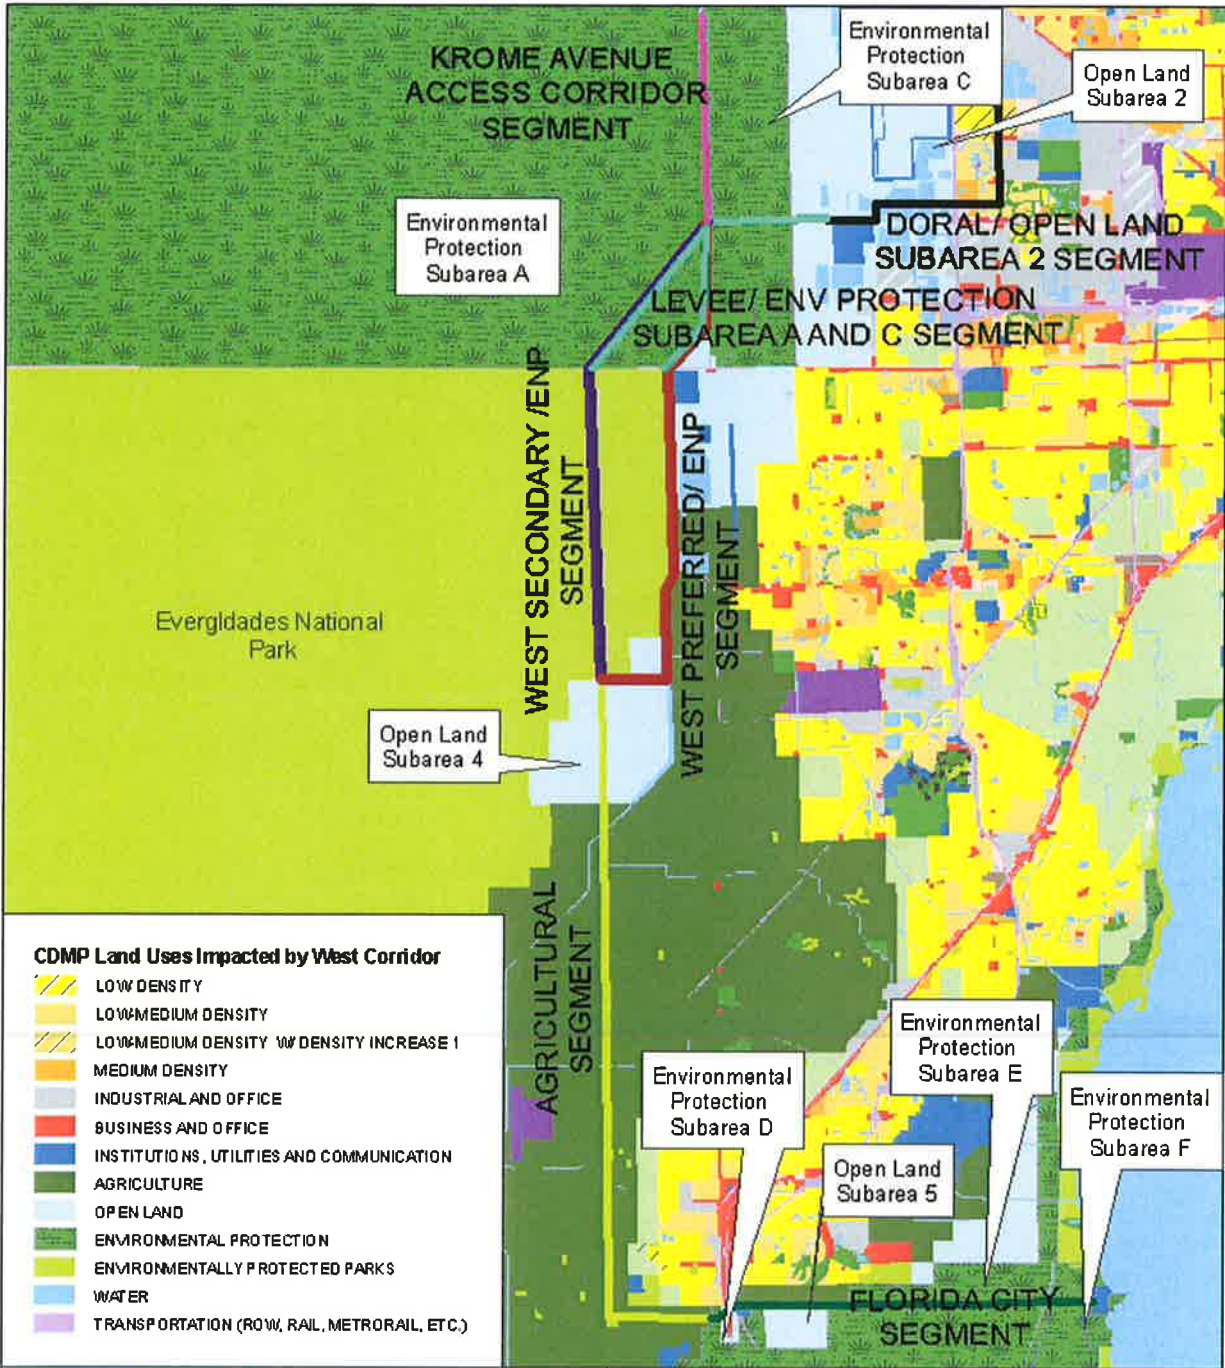 KROME AVENUE
ACCESS CORRIDOR
SEGMENT
Environmental
Protection
Subarea C
Open Land
Subarea 2
Environmental
Protection
Subarea A
DORAL/ OPEN LAND
SUBAREA 2 SEGMENT
LEVEE/ ENV PROTECTION
SUBAREA A AND C SEGMENT
WEST SECONDARY /ENP
SEGMENT
WEST PREFERRED/ ENP
SEGMENT
Evergldades National
Park
Open Land
Subarea 4
AGRICULTURAL
SEGMENT
CDMP Land Uses Impacted by West Corridor
LOW DENSITY
LOW-MEDIUM DENSITY
LOW-MEDIUM DENSITY W/ DENSITY INCREASE 1
MEDIUM DENSITY
INDUSTRIAL AND OFFICE
BUSINESS AND OFFICE
INSTITUTIONS, UTILITIES AND COMMUNICATION
AGRICULTURE
OPEN LAND
ENVIRONMENTAL PROTECTION
ENVIRONMENTALLY PROTECTED PARKS
WATER
TRANSPORTATION (ROW, RAIL, METRORAIL, ETC.)
Environmental
Protection
Subarea D
Open Land
Subarea 5
Environmental
Protection
Subarea E
Environmental
Protection
Subarea F
FLORIDA CITY
SEGMENT